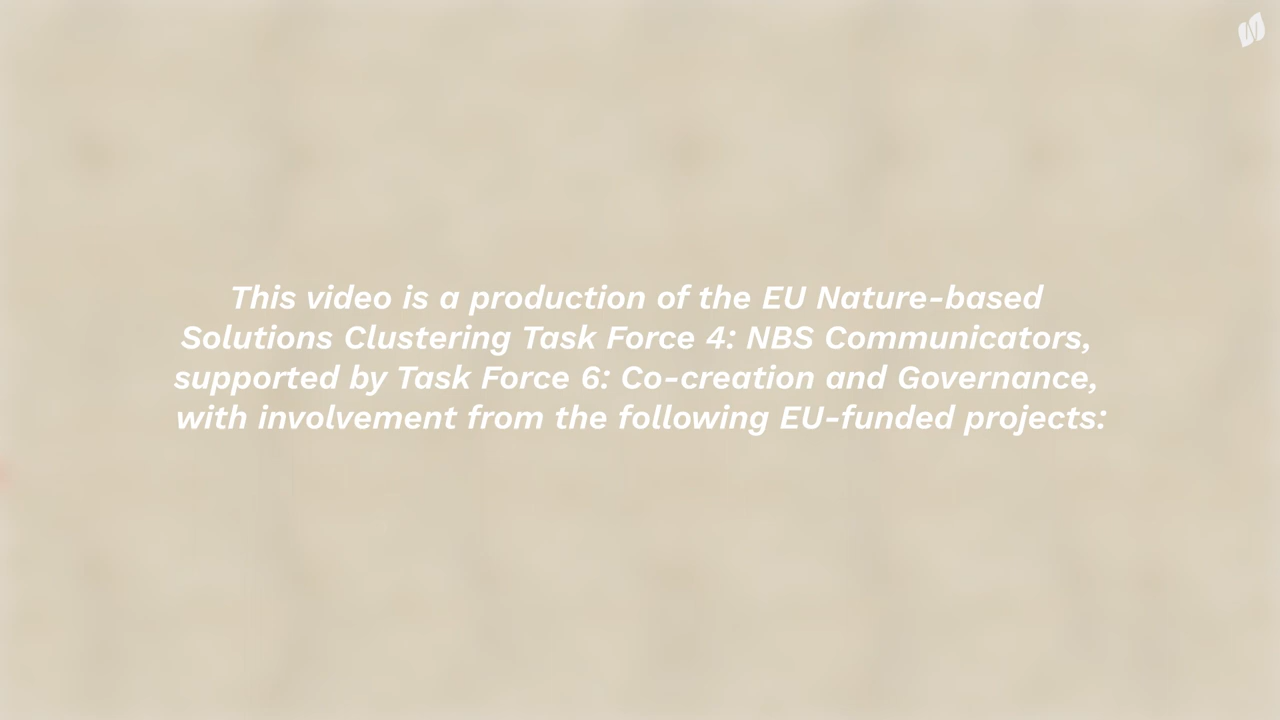 This video is a production of the EU Nature-based
Solutions Clustering Task Force 4: NBS Communicators,
supported by Task Force 6: Co-creation and Governance,
with involvement from the following EU-funded projects: